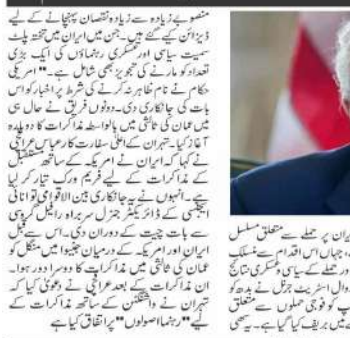 منصوبے زیادہ سے زیادہ نقصان پہنچانے کے لیے
ڈیزائن کیے گئے ہیں۔ جن میں ایران میں تختہ پلٹ
سمیت سیاسی اور عسکری رہنماؤں کی ایک بڑی
تعداد کو مارنے کی تجویز بھی شامل ہے۔" امریکی
حکام نے نام ظاہر نہ کرنے کی شرط پر اخبار کو اس
بات کی جانکاری دی۔ دونوں فریق نے حال ہی
میں عمان کی ثالثی میں بالواسطہ مذاکرات کا دوبارہ
آغاز کیا۔ تہران کے اعلیٰ سفارت کار عباس عراقچی
نے کہا کہ ایران نے امریکہ کے ساتھ مستقبل
کے مذاکرات کے لیے فریم ورک تیار کر لیا
ہے۔ انہوں نے یہ جانکاری بین الاقوامی توانائی
ایجنسی کے ڈائریکٹر جنرل سربراہ رافیل گروسی
سے بات چیت کے دوران دی۔ اس سے قبل
ایران اور امریکہ کے درمیان جنیوا میں منگل کو
عمان کی ثالثی میں مذاکرات کا دوسرا دور ہوا۔
ان مذاکرات کے بعد عراقچی نے دعویٰ کیا کہ
تہران نے واشنگٹن کے ساتھ مذاکرات کے
لیے "رہنما اصولوں" پر اتفاق کیا ہے
یران پر حملے سے متعلق مسلسل
، جہاں اس اقدام سے منسلک
ور حملے کے سیاسی و عسکری نتائج
وال اسٹریٹ جرنل نے بدھ کو
پ کو فوجی حملوں سے متعلق
ے میں بریف کیا گیا ہے۔ یہ سبھی